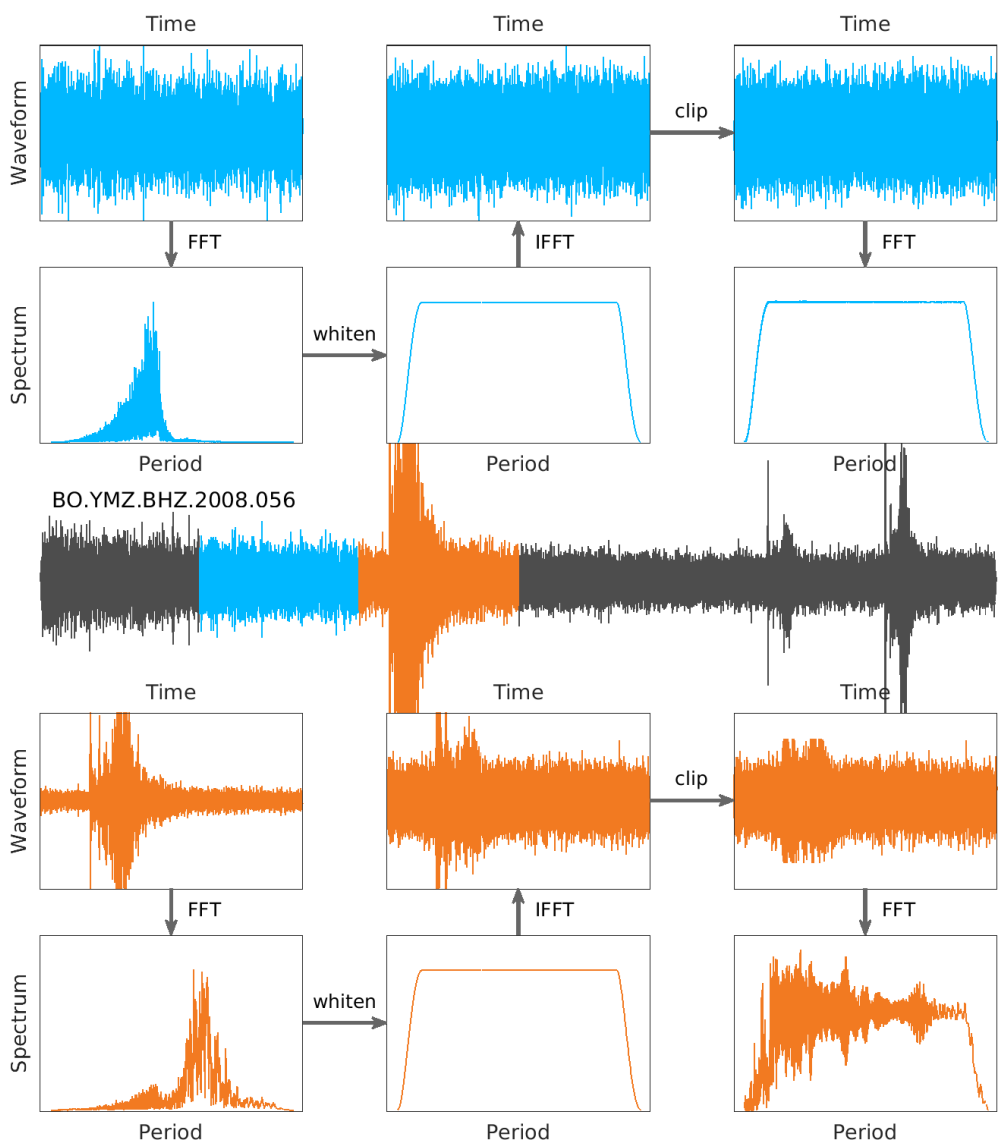 Time
Time
Time
Waveform
clip
FFT
IFFT
FFT
Spectrum
whiten
Period
Period
Period
BO.YMZ.BHZ.2008.056
Time
Time
Time
Waveform
clip
FFT
IFFT
FFT
Spectrum
whiten
Period
Period
Period